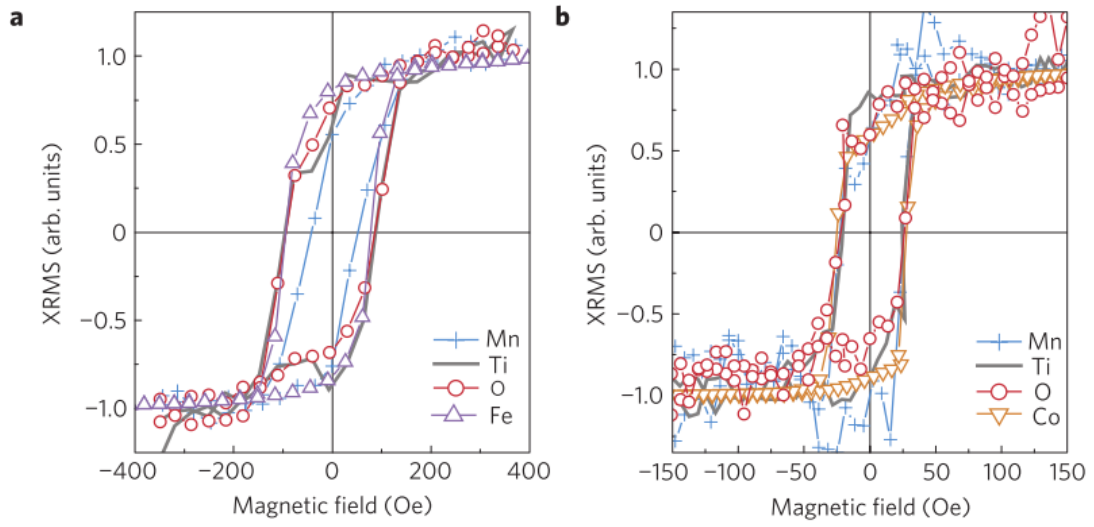 a
XRMS (arb. units)
1.0
0.5
0
−0.5
−1.0
Mn
Ti
O
Fe
−400
−200
0
200
400
Magnetic field (Oe)
b
XRMS (arb. units)
1.0
0.5
0
−0.5
−1.0
Mn
Ti
O
Co
−150
−100
−50
0
50
100
150
Magnetic field (Oe)